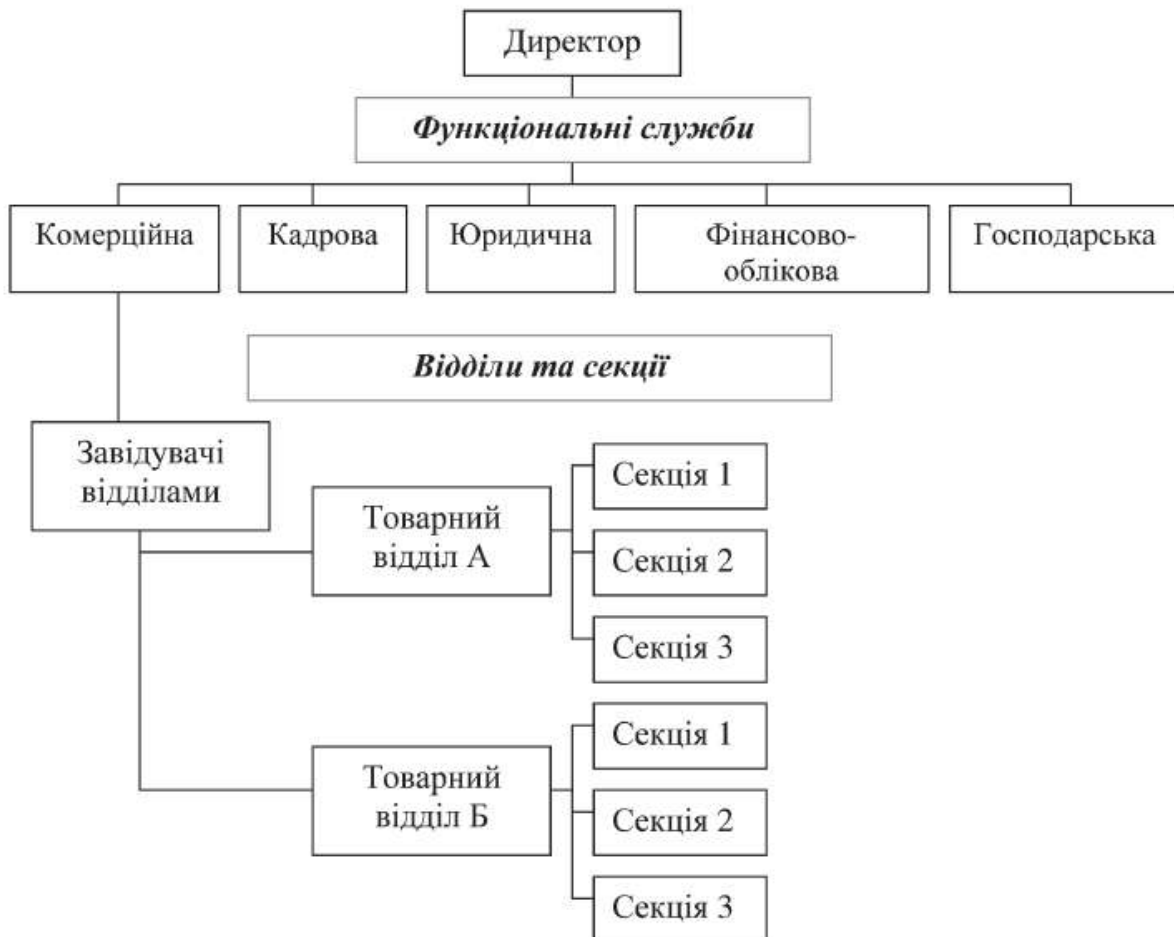 Директор
Функціональні служби
Комерційна
Кадрова
Юридична
Фінансово-
облікова
Господарська
Відділи та секції
Завідувачі
відділами
Товарний
відділ А
Секція 1
Секція 2
Секція 3
Товарний
відділ Б
Секція 1
Секція 2
Секція 3